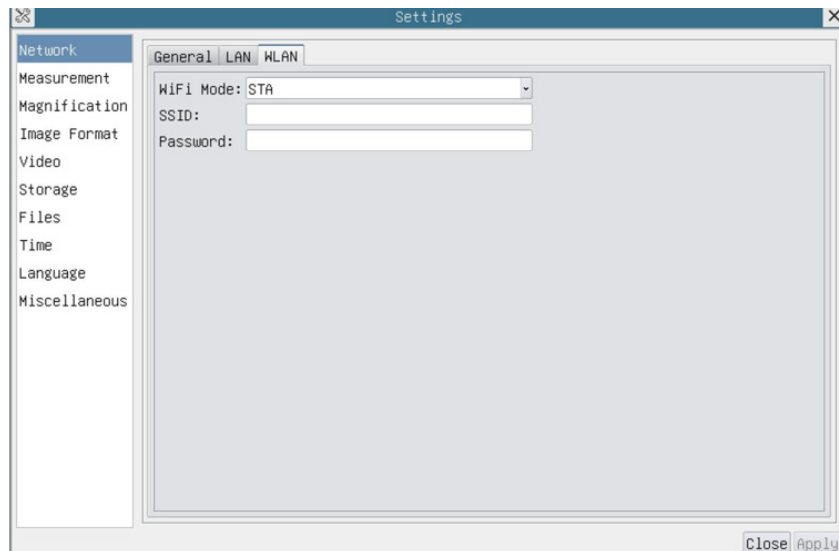 Settings
Network
Measurement
Magnification
Image Format
Video
Storage
Files
Time
Language
Miscellaneous
General LAN WLAN
WiFi Mode: STA
SSID:
Password:
Close Apply